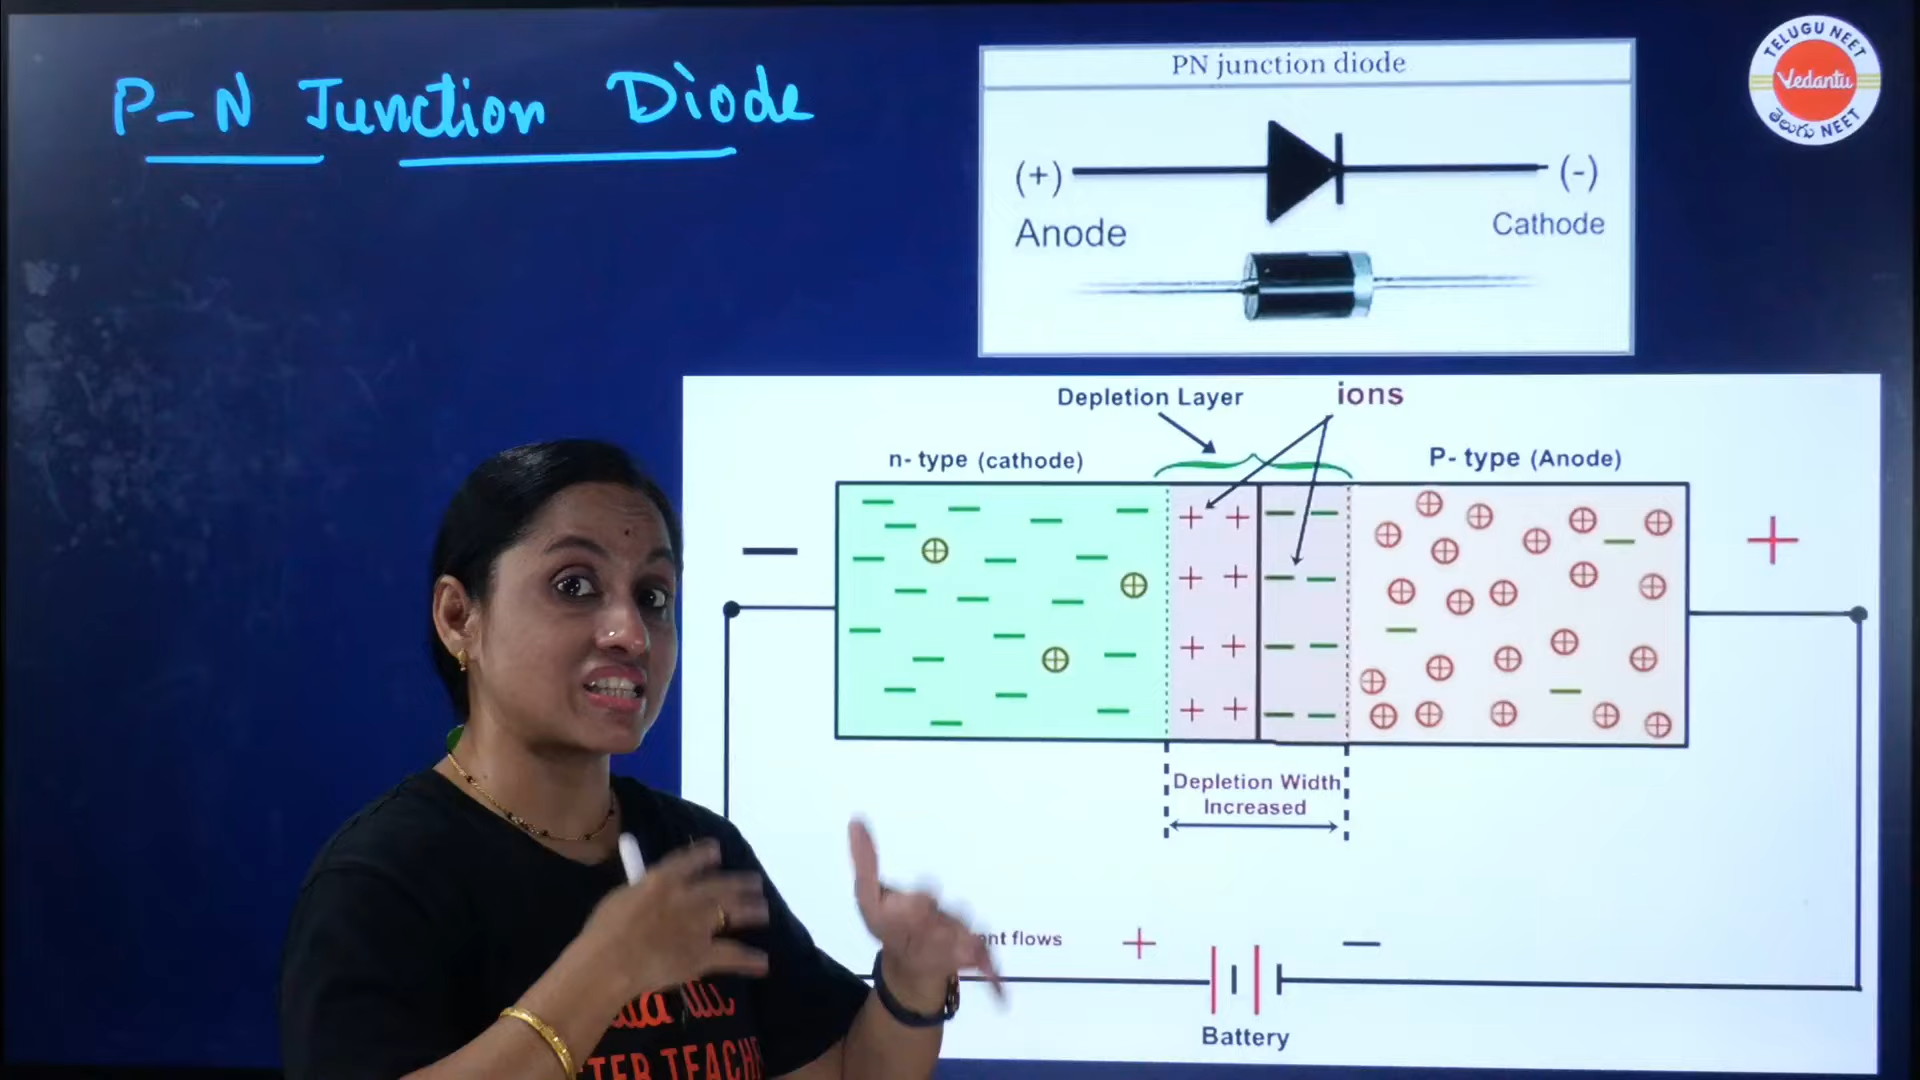 P-N Junction Diode
PN junction diode
(+)
(-)
Anode
Cathode
TELUGU NEET
Vedantu
తెలుగు NEET
Depletion Layer
ions
n- type (cathode)
P- type (Anode)
Depletion Width
Increased
flows
Battery
TEACHE